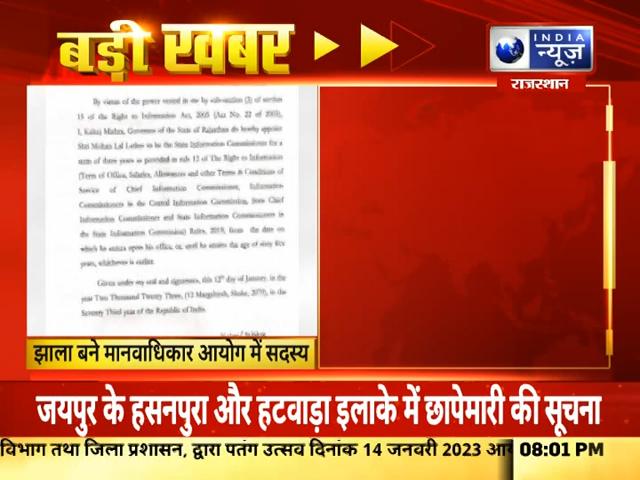 बड़ी खबर
INDIA
न्यूज़
राजस्थान
By virtue of the power vested in me by sub-section (3) of section
15 of the Right to Information Act, 2005 (Act No. 22 of 2005),
I, Kalraj Mishra, Governor of the State of Rajasthan do hereby appoint
Shri Mohan Lal Lather to be the State Information Commissioner for a
term of three years as provided in rule 12 of The Right to Information
(Term of Office, Salaries, Allowances and other Terms & Conditions of
Service of Chief Information Commissioner, Information
Commissioners in the Central Information Commission, State Chief
Information Commissioner and State Information Commissioners in
the State Information Commission) Rules, 2019, from the date on
which he enters upon his office, or, until he attains the age of sixty five
years, whichever is earlier.
Given under my seal and signatures, this 12th day of January, in the
year Two Thousand Twenty Three, (12 Margshirsh, Shake, 2079), in the
Seventy Third year of the Republic of India.
झाला बने मानवाधिकार आयोग में सदस्य
जयपुर के हसनपुरा और हटवाड़ा इलाके में छापेमारी की सूचना
विभाग तथा जिला प्रशासन, द्वारा पतंग उत्सव दिनांक 14 जनवरी 2023 08:01 PM